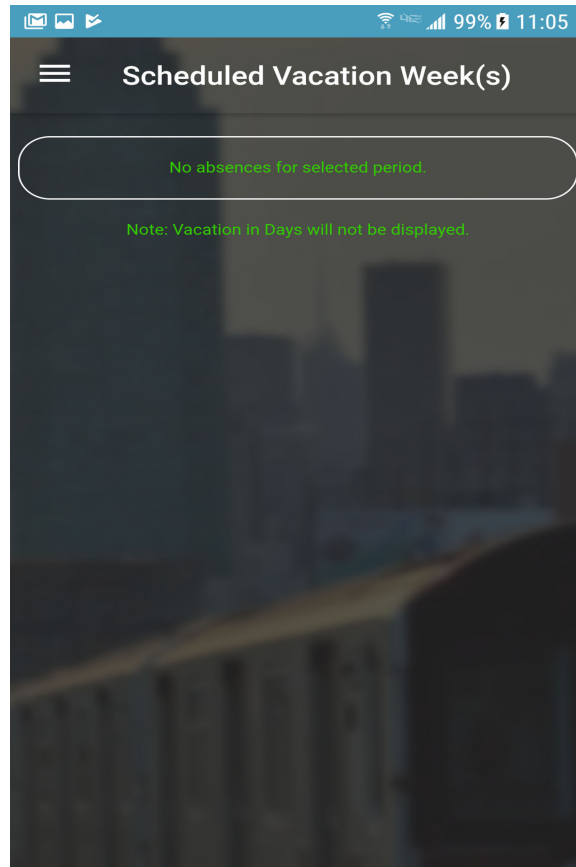 99% 11:05
Scheduled Vacation Week(s)
No absences for selected period.
Note: Vacation in Days will not be displayed.